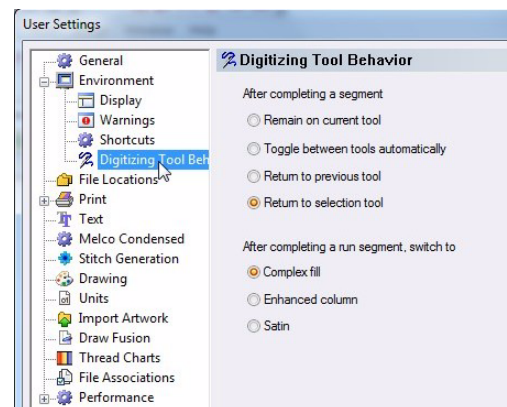 User Settings
General
Environment
Display
Warnings
Shortcuts
Digitizing Tool Beh
File Locations
Print
Text
Melco Condensed
Stitch Generation
Drawing
Units
Import Artwork
Draw Fusion
Thread Charts
File Associations
Performance
Digitizing Tool Behavior
After completing a segment
Remain on current tool
Toggle between tools automatically
Return to previous tool
Return to selection tool
After completing a run segment, switch to
Complex fill
Enhanced column
Satin